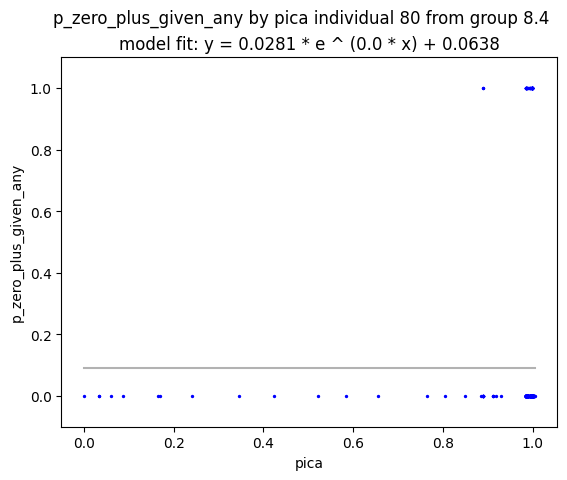 p_zero_plus_given_any by pica individual 80 from group 8.4
model fit: y = 0.0281 * e ^ (0.0 * x) + 0.0638
1.0
0.8
0.6
0.4
0.2
0.0
p_zero_plus_given_any
0.0 0.2 0.4 0.6 0.8 1.0
pica